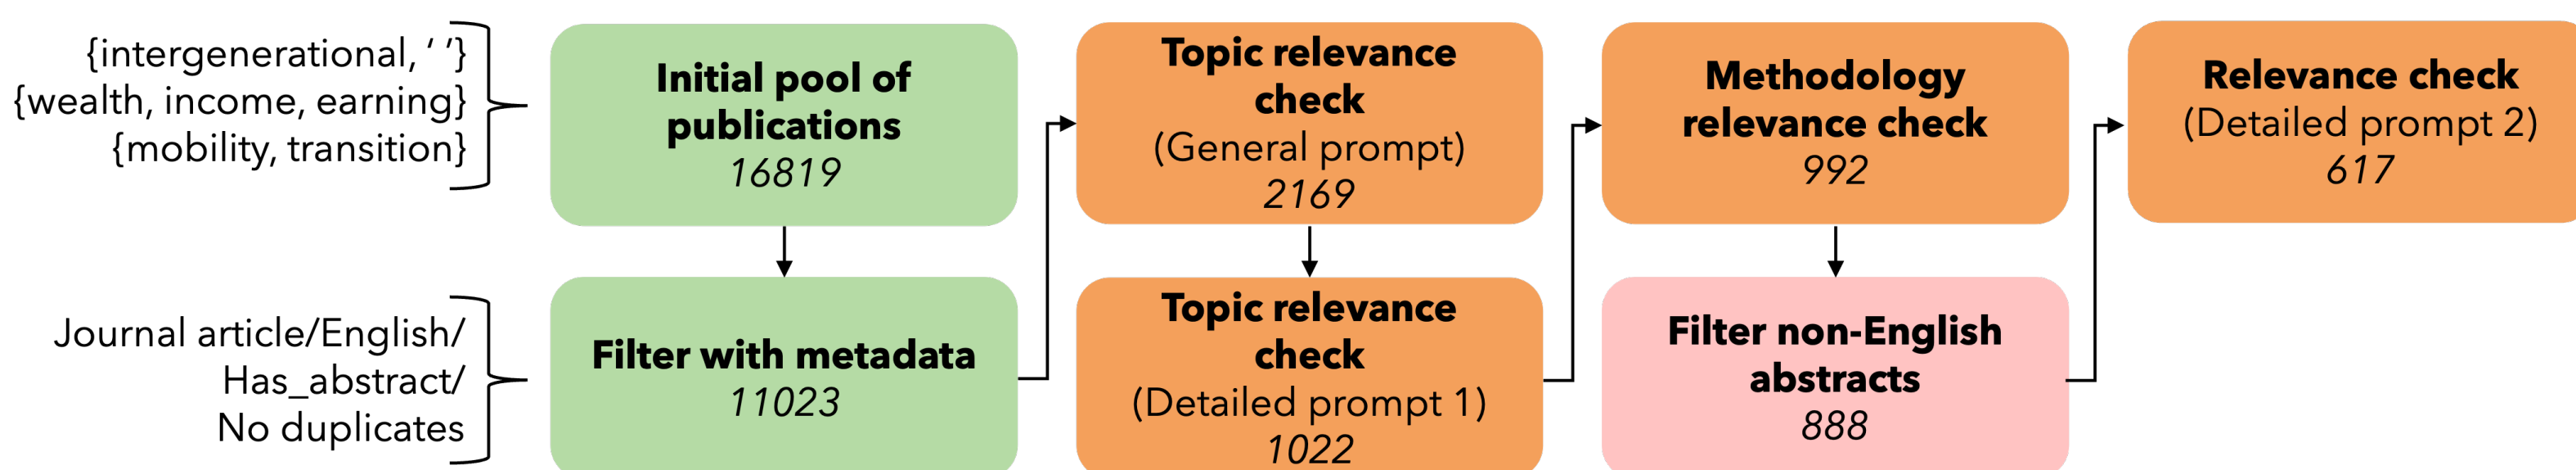 {intergenerational, ‘ ’}
{wealth, income, earning}
{mobility, transition}
Journal article/English/
Has_abstract/
No duplicates
Initial pool of
publications
16819
Filter with metadata
11023
Topic relevance
check
(General prompt)
2169
Topic relevance
check
(Detailed prompt 1)
1022
Methodology
relevance check
992
Filter non-English
abstracts
888
Relevance check
(Detailed prompt 2)
617